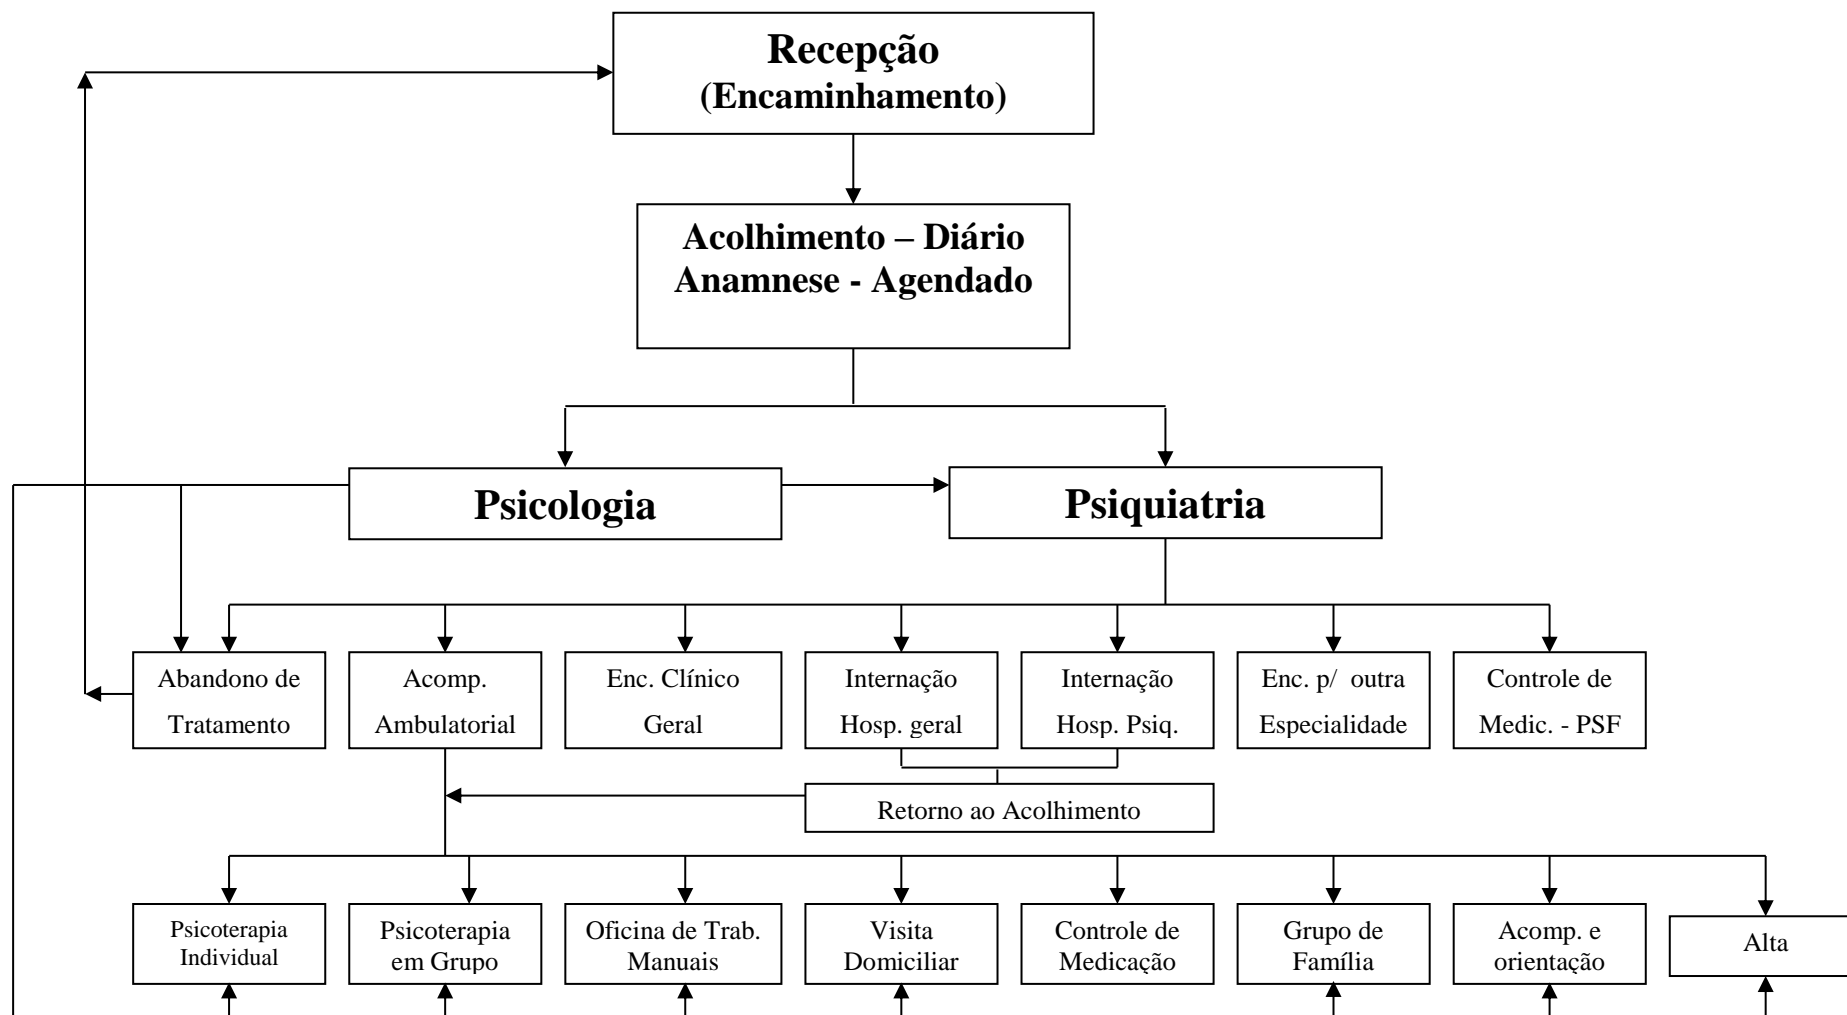 Recepção
(Encaminhamento)
Acolhimento – Diário
Anamnese - Agendado
Psicologia
Psiquiatria
Abandono de
Tratamento
Acomp.
Ambulatorial
Enc. Clínico
Geral
Internação
Hosp. geral
Internação
Hosp. Psiq.
Enc. p/ outra
Especialidade
Controle de
Medic. - PSF
Retorno ao Acolhimento
Psicoterapia
Individual
Psicoterapia
em Grupo
Oficina de Trab.
Manuais
Visita
Domiciliar
Controle de
Medicação
Grupo de
Família
Acomp. e
orientação
Alta